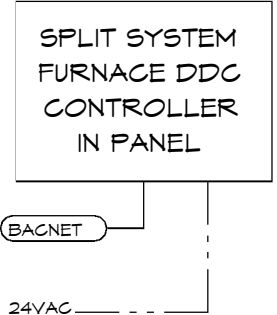 SPLIT SYSTEM
FURNACE DDC
CONTROLLER
IN PANEL
BACNET
24VAC